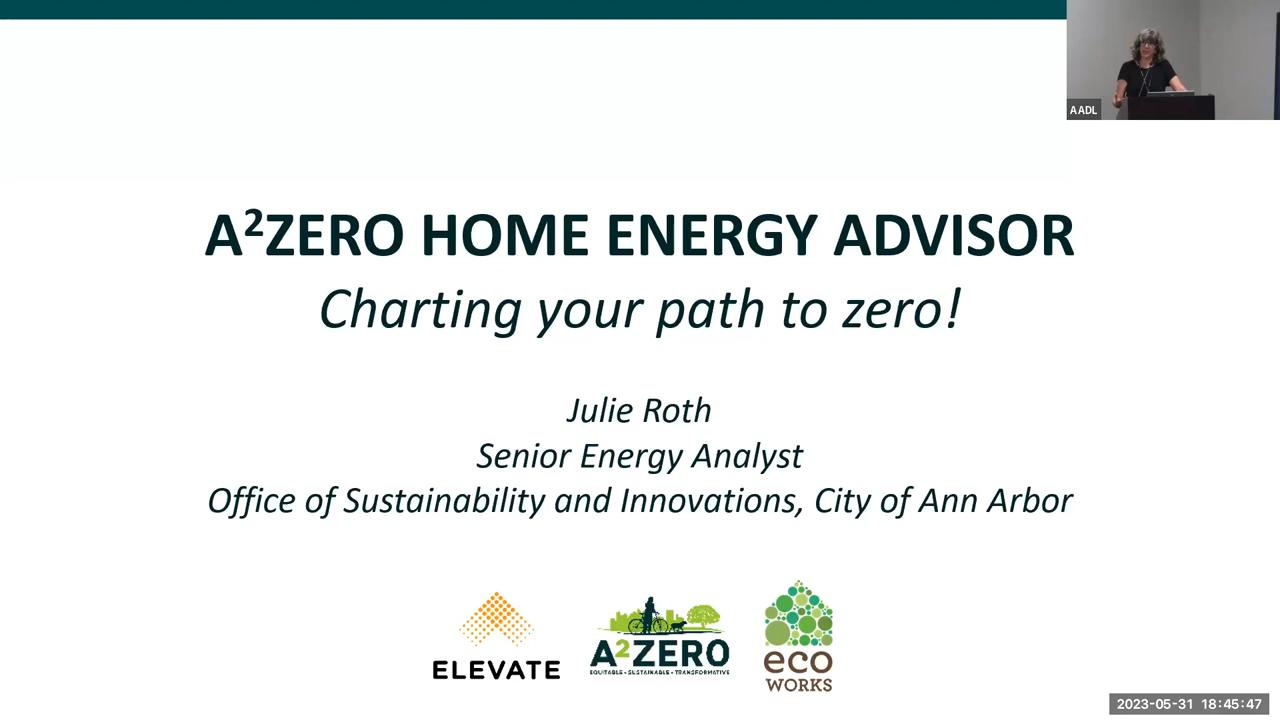 AADL
A²ZERO HOME ENERGY ADVISOR
Charting your path to zero!
Julie Roth
Senior Energy Analyst
Office of Sustainability and Innovations, City of Ann Arbor
ELEVATE
A²ZERO
EQUITABLE • SUSTAINABLE • TRANSFORMATIVE
eco
WORKS
2023-05-31 18:45:47